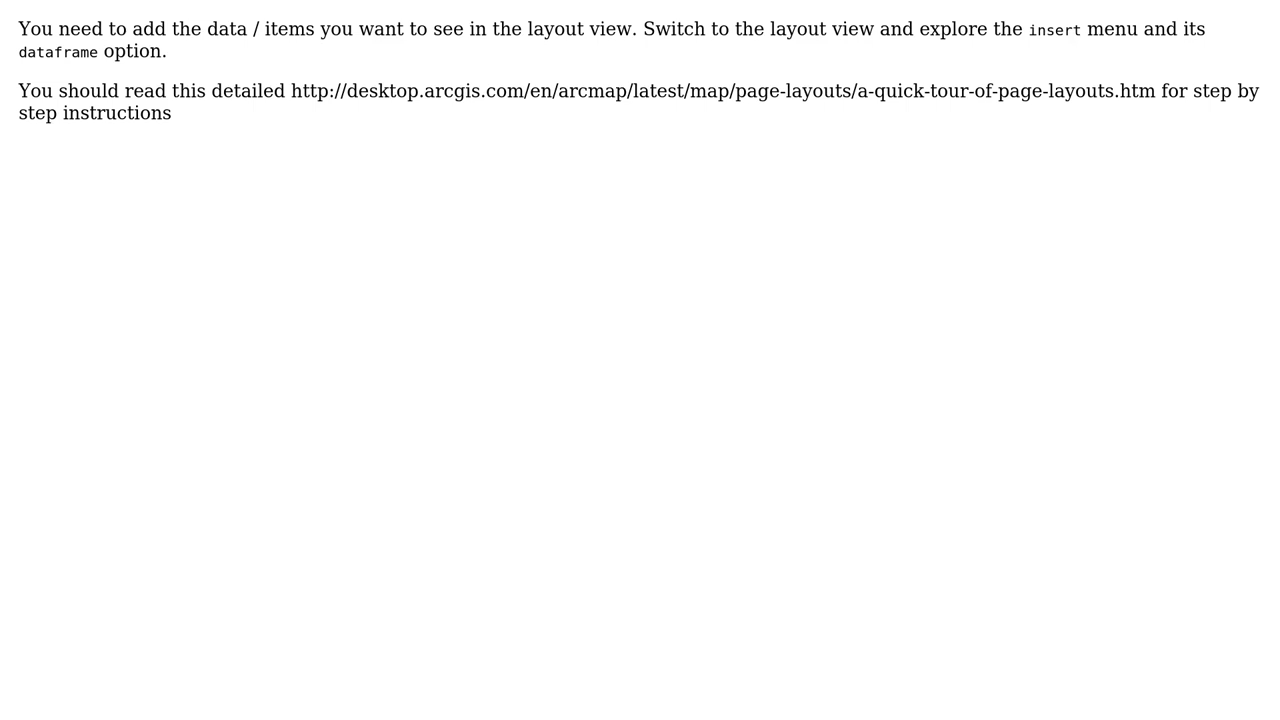 You need to add the data / items you want to see in the layout view. Switch to the layout view and explore the insert menu and its
dataframe option.
You should read this detailed http://desktop.arcgis.com/en/arcmap/latest/map/page-layouts/a-quick-tour-of-page-layouts.htm for step by
step instructions